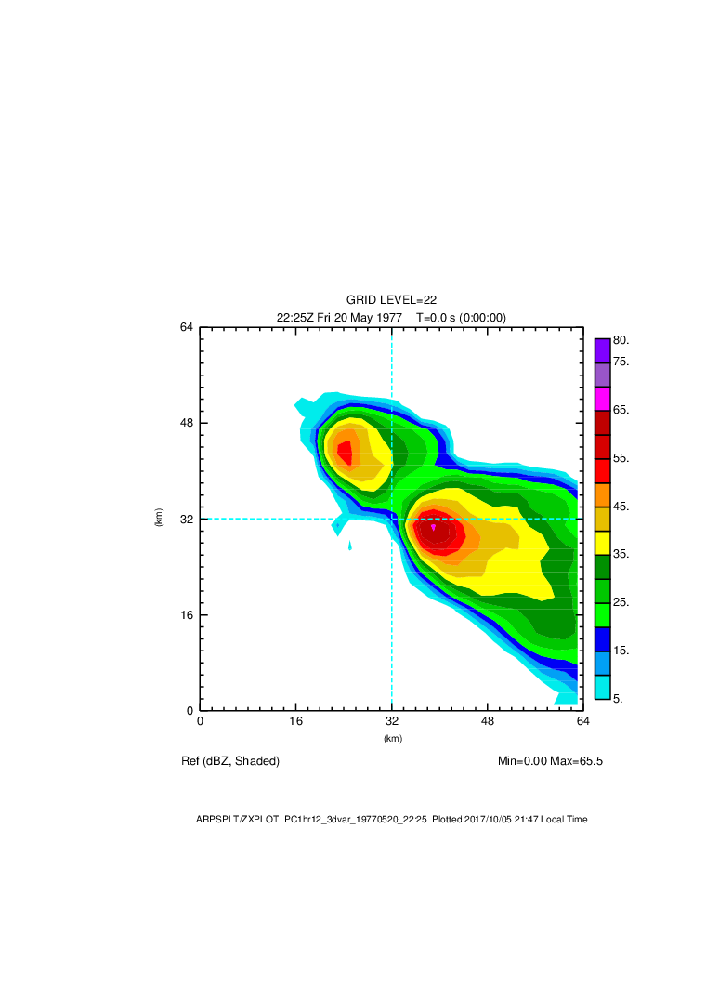 GRID LEVEL=22
22:25Z Fri 20 May 1977 T=0.0 s (0:00:00)
64
48
32
16
0
(km)
0 16 32 48 64
(km)
80.
75.
65.
55.
45.
35.
25.
15.
5.
Ref (dBZ, Shaded) Min=0.00 Max=65.5
ARPSPLT/ZXPLOT PC1hr12_3dvar_19770520_22:25 Plotted 2017/10/05 21:47 Local Time